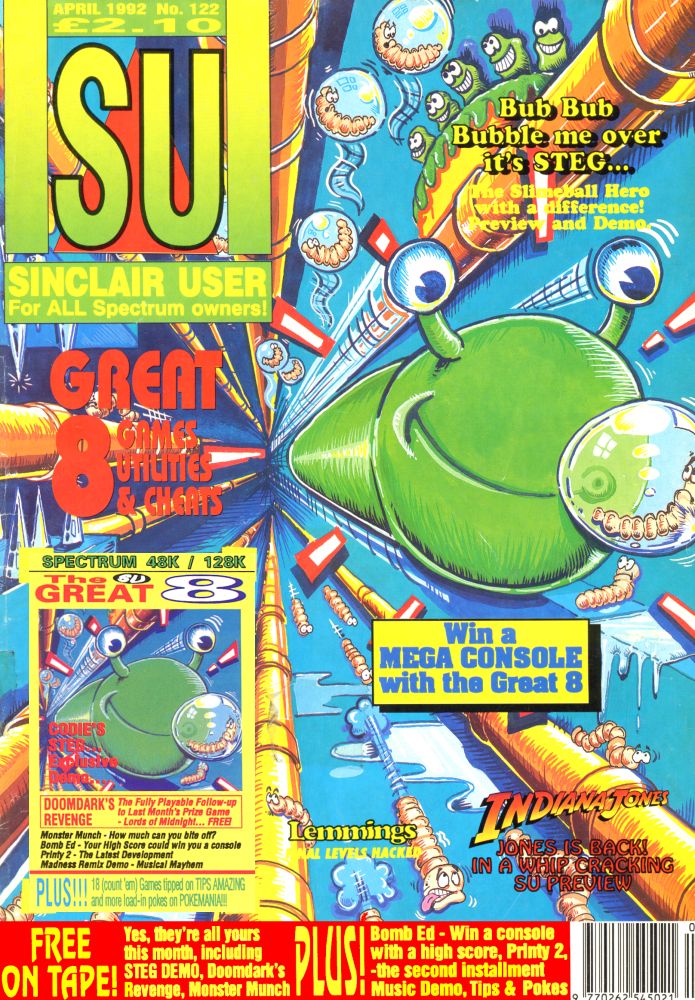 APRIL 1992 No. 122
£2.10
SU
SINCLAIR USER
For ALL Spectrum owners!
Bub Bub
Bubble me over
it's STEG...
The Slimeball Hero
with a difference!
Preview and Demo.
GREAT
8 GAMES
UTILITIES
& CHEATS
SPECTRUM 48K / 128K
The SU
GREAT 8
CODIE'S
STEG...
Exclusive
Demo....
DOOMDARK'S
REVENGE
The Fully Playable Follow-up
to Last Month's Prize Game
- Lords of Midnight... FREE!
Monster Munch - How much can you bite off?
Bomb Ed - Your High Score could win you a console
Printy 2 - The Latest Development
Madness Remix Demo - Musical Mayhem
PLUS!!! 18 (count 'em) Games tipped on TIPS AMAZING
and more load-in pokes on POKEMANIA!!!
Win a
MEGA CONSOLE
with the Great 8
Lemmings
LEVELS HACKED
INDIANA JONES
JONES IS BACK!
IN A WHIP CRACKING
SU PREVIEW
FREE
ON TAPE!
Yes, they're all yours
this month, including
STEG DEMO, Doomdark's
Revenge, Monster Munch
PLUS!
Bomb Ed - Win a console
with a high score, Printy 2,
-the second installment
Music Demo, Tips & Pokes
9 770262 545021